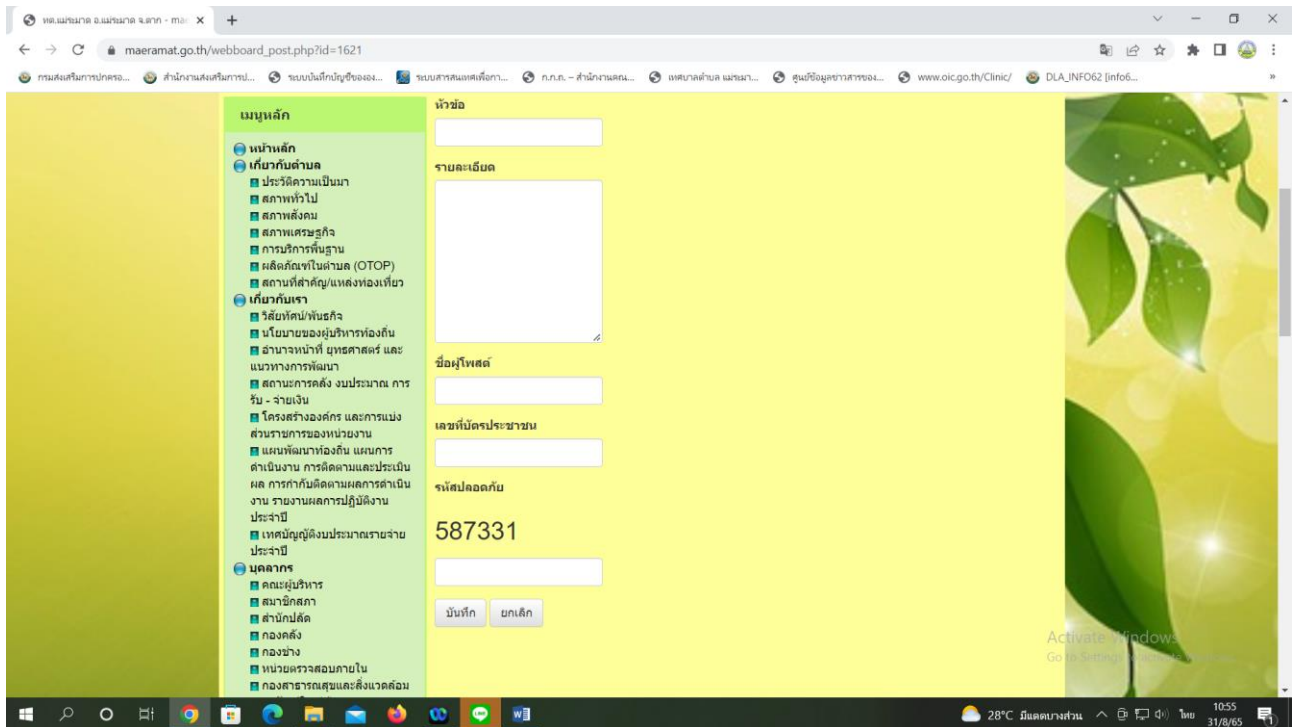 ทต.แม่ระมาด อ.แม่ระมาด จ.ตาก - mae
maeramat.go.th/webboard_post.php?id=1621
กรมส่งเสริมการปกครอ...
สำนักงานส่งเสริมการป...
ระบบบันทึกบัญชีขององ...
ระบบสารสนเทศเพื่อกา...
ก.ก.ถ. – สำนักงานคณ...
เทศบาลตำบล แม่ระมา...
ศูนย์ข้อมูลข่าวสารของ...
www.oic.go.th/Clinic/
DLA_INFO62 [info6...
»
เมนูหลัก
หน้าหลัก
เกี่ยวกับตำบล
ประวัติความเป็นมา
สภาพทั่วไป
สภาพสังคม
สภาพเศรษฐกิจ
การบริการพื้นฐาน
ผลิตภัณฑ์ในตำบล (OTOP)
สถานที่สำคัญ/แหล่งท่องเที่ยว
เกี่ยวกับเรา
วิสัยทัศน์/พันธกิจ
นโยบายของผู้บริหารท้องถิ่น
อำนาจหน้าที่ ยุทธศาสตร์ และ
แนวทางการพัฒนา
สถานะการคลัง งบประมาณ การ
รับ - จ่ายเงิน
โครงสร้างองค์กร และการแบ่ง
ส่วนราชการของหน่วยงาน
แผนพัฒนาท้องถิ่น แผนการ
ดำเนินงาน การติดตามและประเมิน
ผล การกำกับติดตามผลการดำเนิน
งาน รายงานผลการปฏิบัติงาน
ประจำปี
เทศบัญญัติงบประมาณรายจ่าย
ประจำปี
บุคลากร
คณะผู้บริหาร
สมาชิกสภา
สำนักปลัด
กองคลัง
กองช่าง
หน่วยตรวจสอบภายใน
กองสาธารณสุขและสิ่งแวดล้อม
หัวข้อ
รายละเอียด
ชื่อผู้โพสต์
เลขที่บัตรประชาชน
รหัสปลอดภัย
587331
บันทึก
ยกเลิก
Activate Windows
Go to Settings to activate Windows.
28°C มีแดดบางส่วน
ไทย
10:55
31/8/65